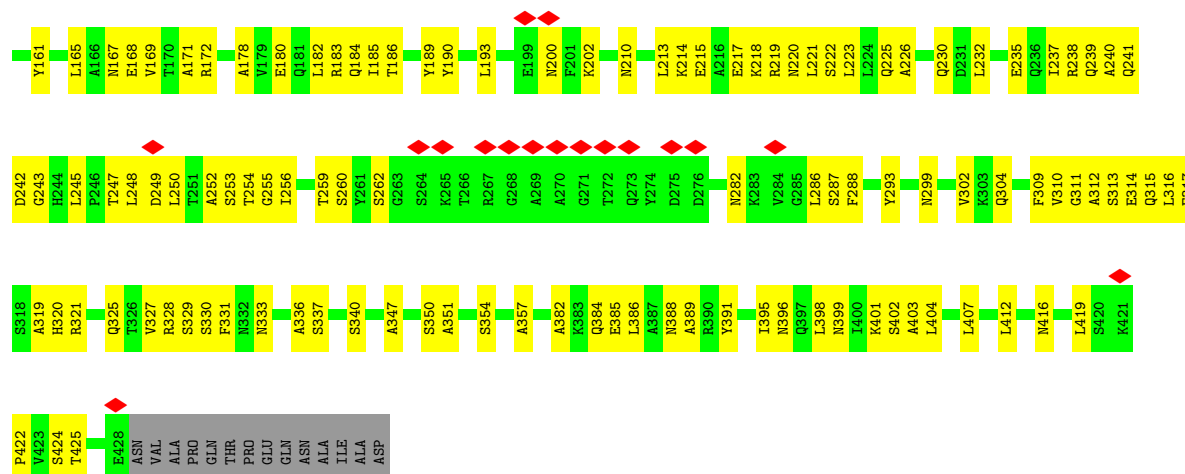 Y161 L165 A166 N167 E168 V169 T170 A171 R172 A178 V179 E180 Q181 L182 R183 Q184 I185 T186 Y189 Y190 L193 E199 N200 F201 K202 N210 L213 K214 E215 A216 E217 K218 R219 N220 L221 S222 L223 L224 Q225 A226 Q230 D231 L232 E235 Q236 I237 R238 Q239 A240 Q241
D242 G243 H244 L245 P246 T247 L248 D249 L250 T251 A252 S253 T254 G255 I256 T259 S260 Y261 S262 G263 S264 K265 T266 R267 G268 A269 A270 G271 T272 Q273 Y274 D275 D276 N282 K283 V284 G285 L286 S287 F288 Y293 N299 V302 K303 Q304 F309 V310 G311 A312 S313 E314 Q315 L316
S318 A319 H320 R321 Q325 T326 V327 R328 S329 S330 F331 N332 N333 A336 S337 S340 A347 S350 A351 S354 A357 A382 K383 Q384 E385 L386 A387 N388 A389 R390 Y391 I395 N396 Q397 L398 N399 I400 K401 S402 A403 L404 L407 L412 N416 L419 S420 K421
P422 V423 S424 T425 E428 ASN VAL ALA PRO GLN THR PRO GLU GLN ASN ALA ILE ALA ASP